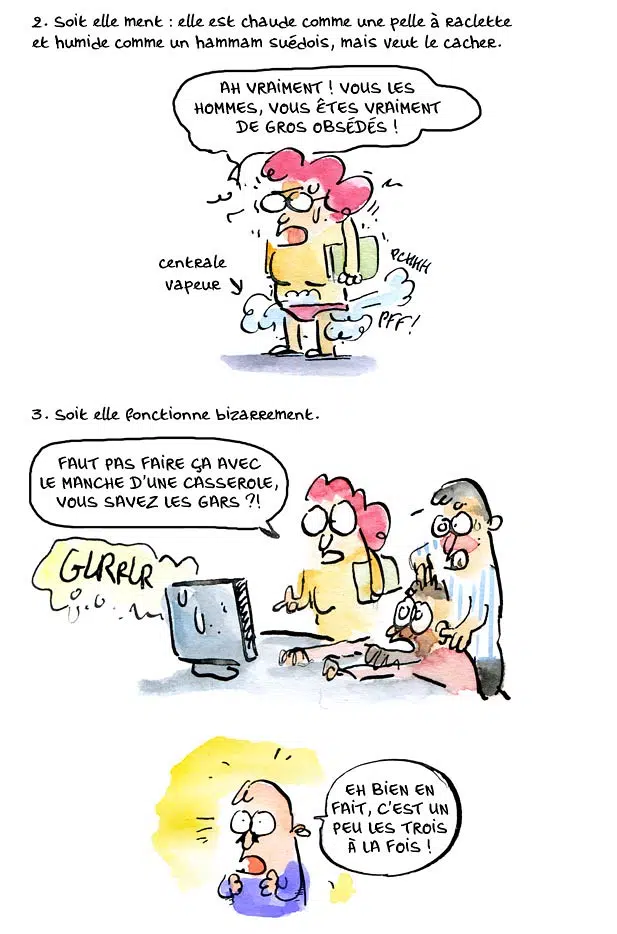 2. Soit elle ment : elle est chaude comme une pelle à raclette
et humide comme un hammam suédois, mais veut le cacher.
AH VRAIMENT ! VOUS LES
HOMMES, VOUS ÊTES VRAIMENT
DE GROS OBSÉDÉS !
centrale
vapeur
PCHHH
PFF!
3. Soit elle fonctionne bizarrement.
FAUT PAS FAIRE ÇA AVEC
LE MANCHE D'UNE CASSEROLE,
VOUS SAVEZ LES GARS ?!
GLRRLR
EH BIEN EN
FAIT, C'EST UN
PEU LES TROIS
À LA FOIS !